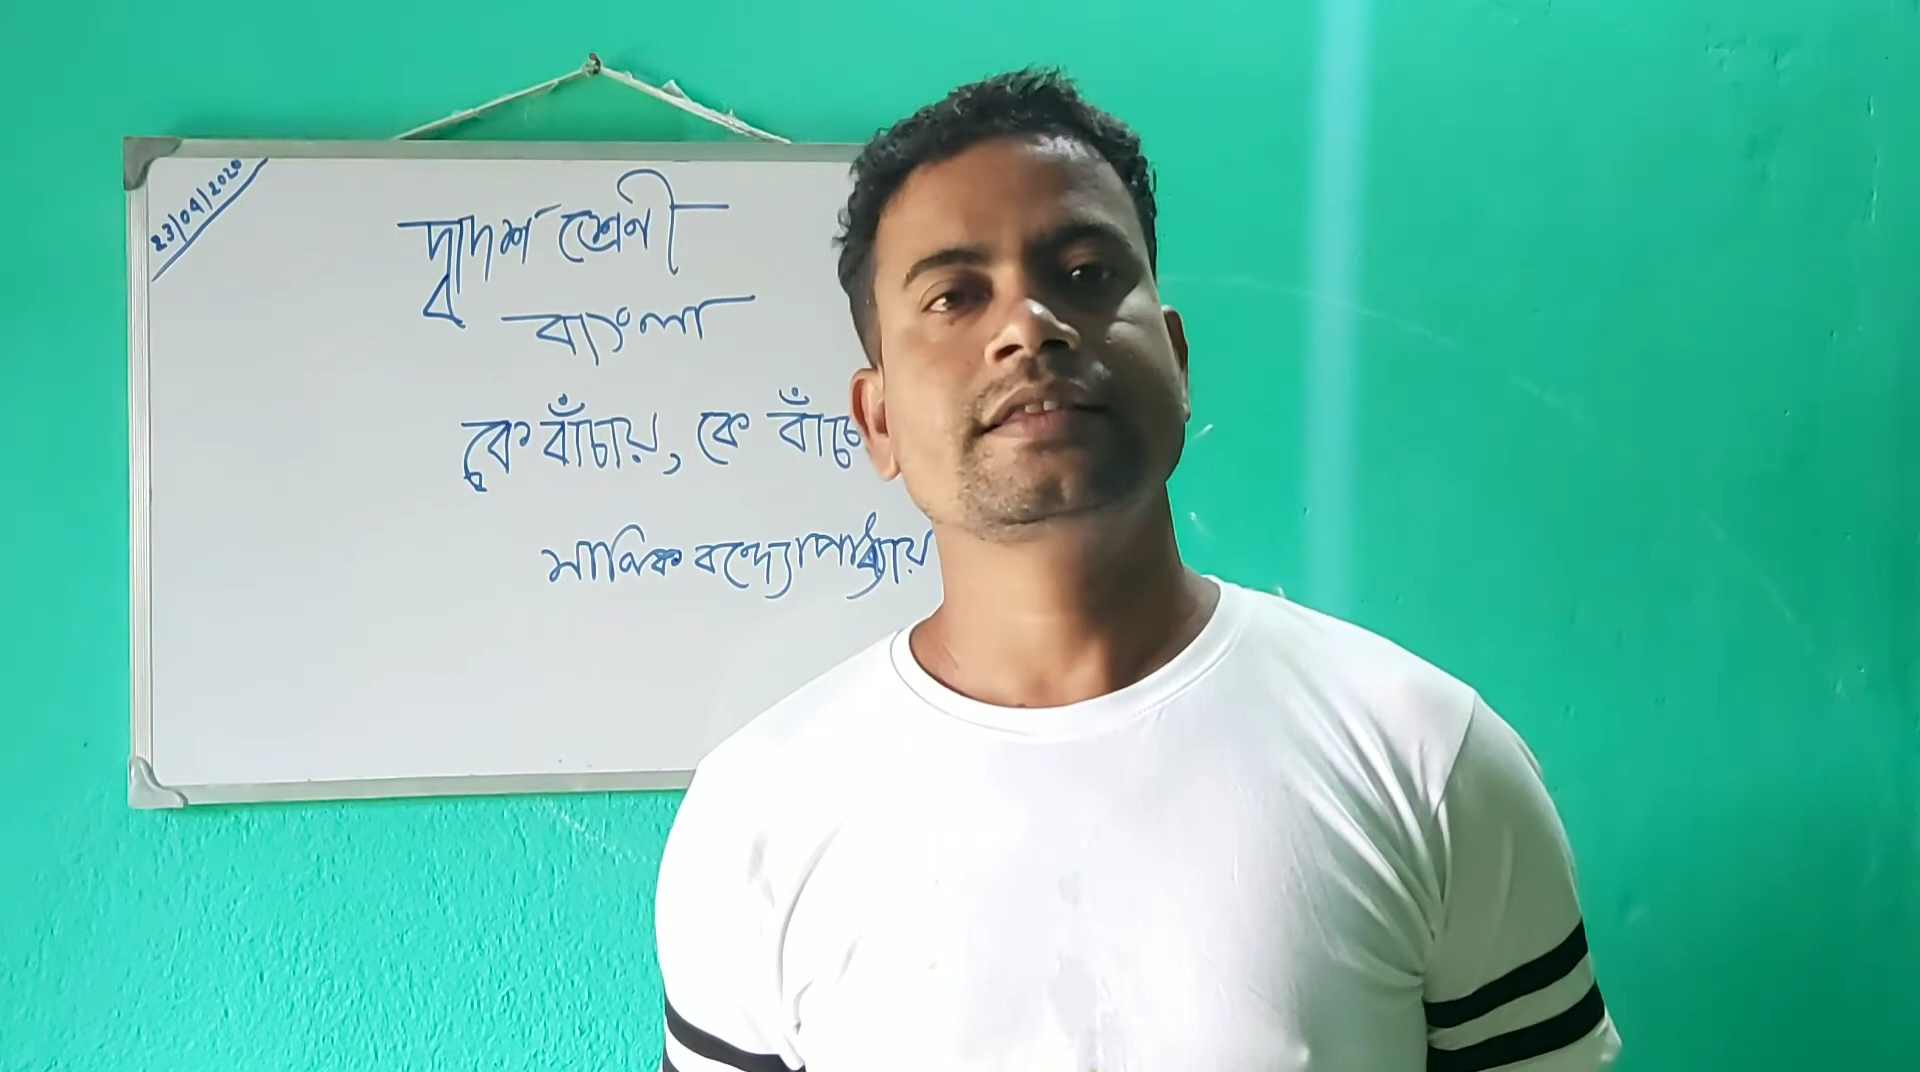 23/07/2020
দ্বাদশ শ্রেণী
বাংলা
কে বাঁচায়, কে বাঁচে
মানিক বন্দ্যোপাধ্যায়